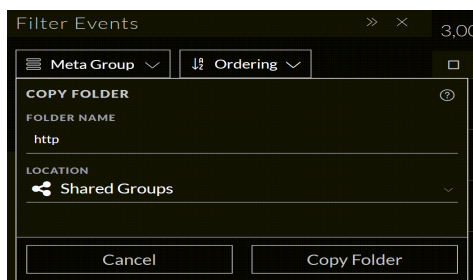 Filter Events
3,00
Meta Group
Ordering
COPY FOLDER
FOLDER NAME
http
LOCATION
Shared Groups
Cancel
Copy Folder